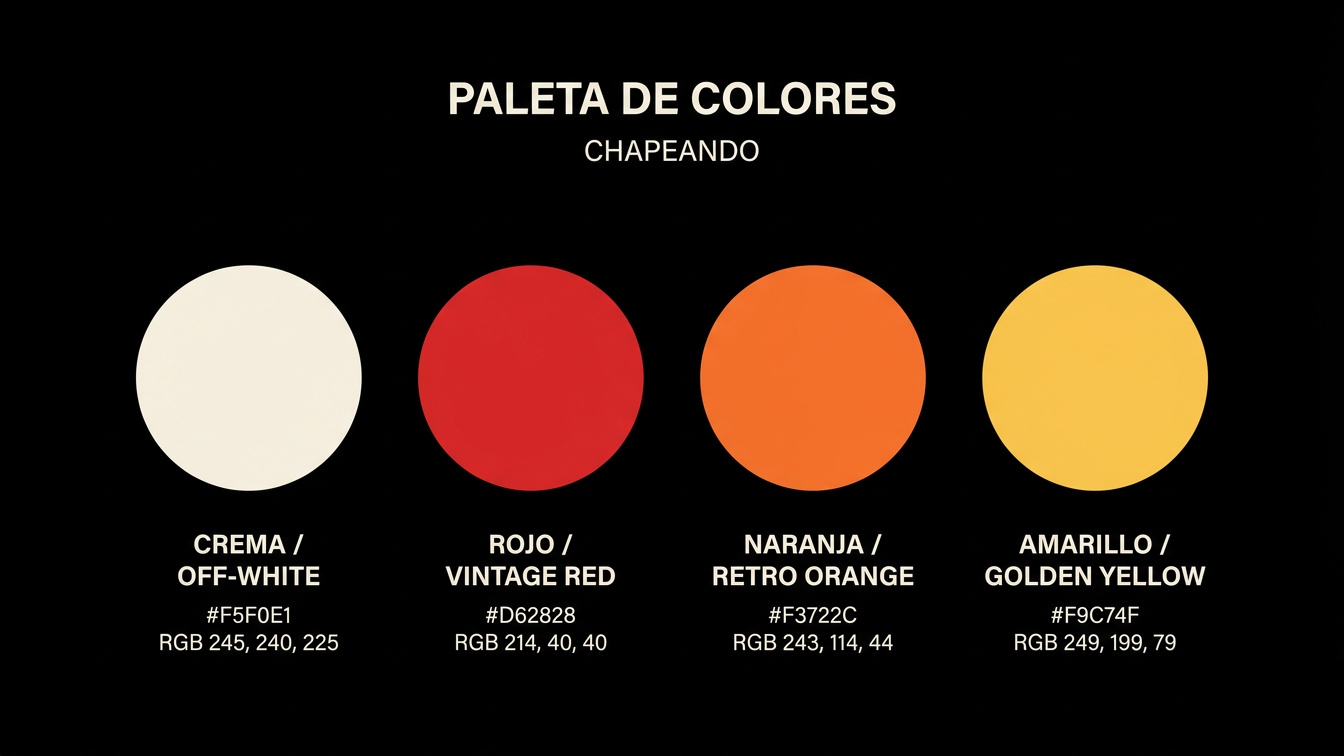 PALETA DE COLORES
CHAPEANDO
CREMA /
OFF-WHITE
#F5F0E1
RGB 245, 240, 225
ROJO /
VINTAGE RED
#D62828
RGB 214, 40, 40
NARANJA /
RETRO ORANGE
#F3722C
RGB 243, 114, 44
AMARILLO /
GOLDEN YELLOW
#F9C74F
RGB 249, 199, 79